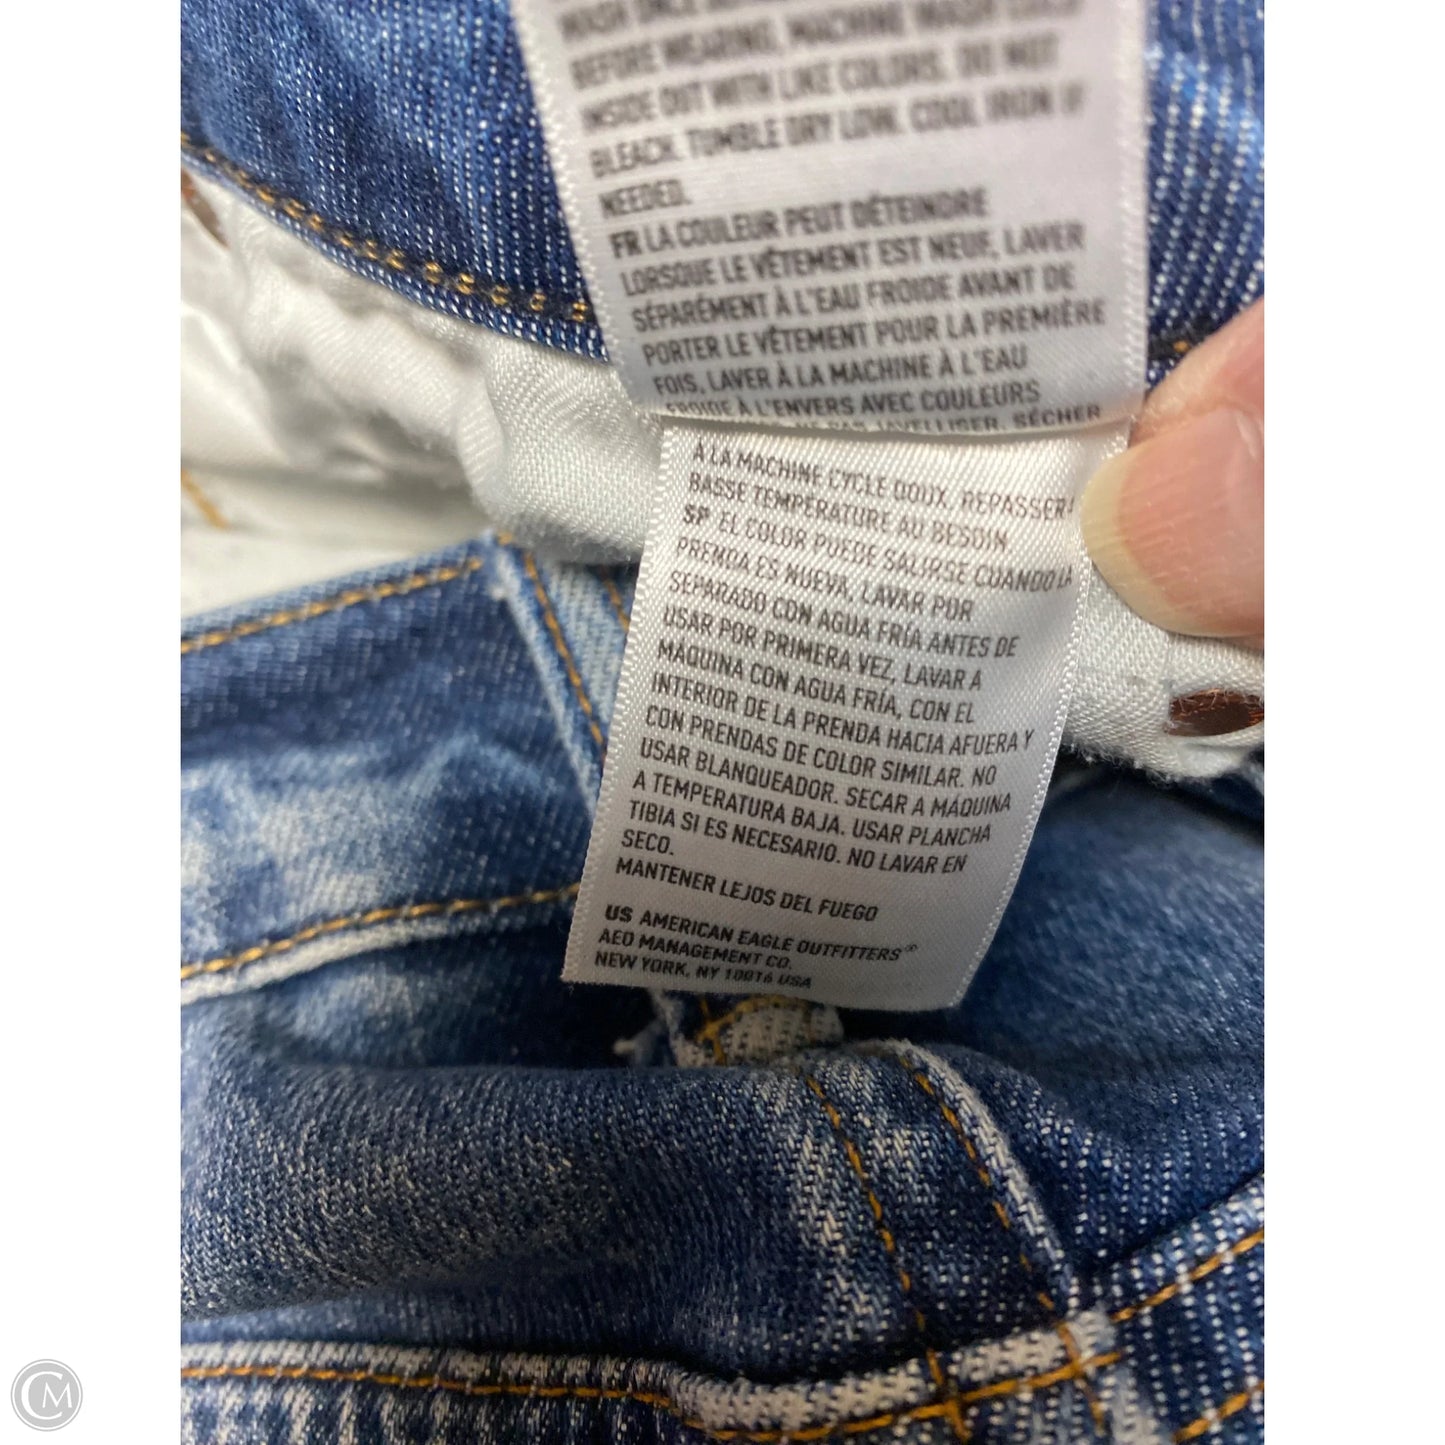 BEFORE WEARING, MACHINE WASH COLD
INSIDE OUT WITH LIKE COLORS. DO NOT
BLEACH. TUMBLE DRY LOW. COOL IRON IF
NEEDED.
FR LA COULEUR PEUT DÉTEINDRE
LORSQUE LE VÊTEMENT EST NEUF, LAVER
SÉPARÉMENT À L'EAU FROIDE AVANT DE
PORTER LE VÊTEMENT POUR LA PREMIÈRE
FOIS, LAVER À LA MACHINE À L'EAU
FROIDE À L'ENVERS AVEC COULEURS
NE PAS JAVELLISER. SÉCHER
À LA MACHINE CYCLE DOUX. REPASSER À
BASSE TEMPÉRATURE AU BESOIN.
SP EL COLOR PUEDE SALIRSE CUANDO LA
PRENDA ES NUEVA, LAVAR POR
SEPARADO CON AGUA FRÍA ANTES DE
USAR POR PRIMERA VEZ, LAVAR A
MÁQUINA CON AGUA FRÍA, CON EL
INTERIOR DE LA PRENDA HACIA AFUERA Y
CON PRENDAS DE COLOR SIMILAR. NO
USAR BLANQUEADOR. SECAR A MÁQUINA
A TEMPERATURA BAJA. USAR PLANCHA
TIBIA SI ES NECESARIO. NO LAVAR EN
SECO.
MANTENER LEJOS DEL FUEGO
US AMERICAN EAGLE OUTFITTERS®
AEO MANAGEMENT CO.
NEW YORK, NY 10016 USA
CM